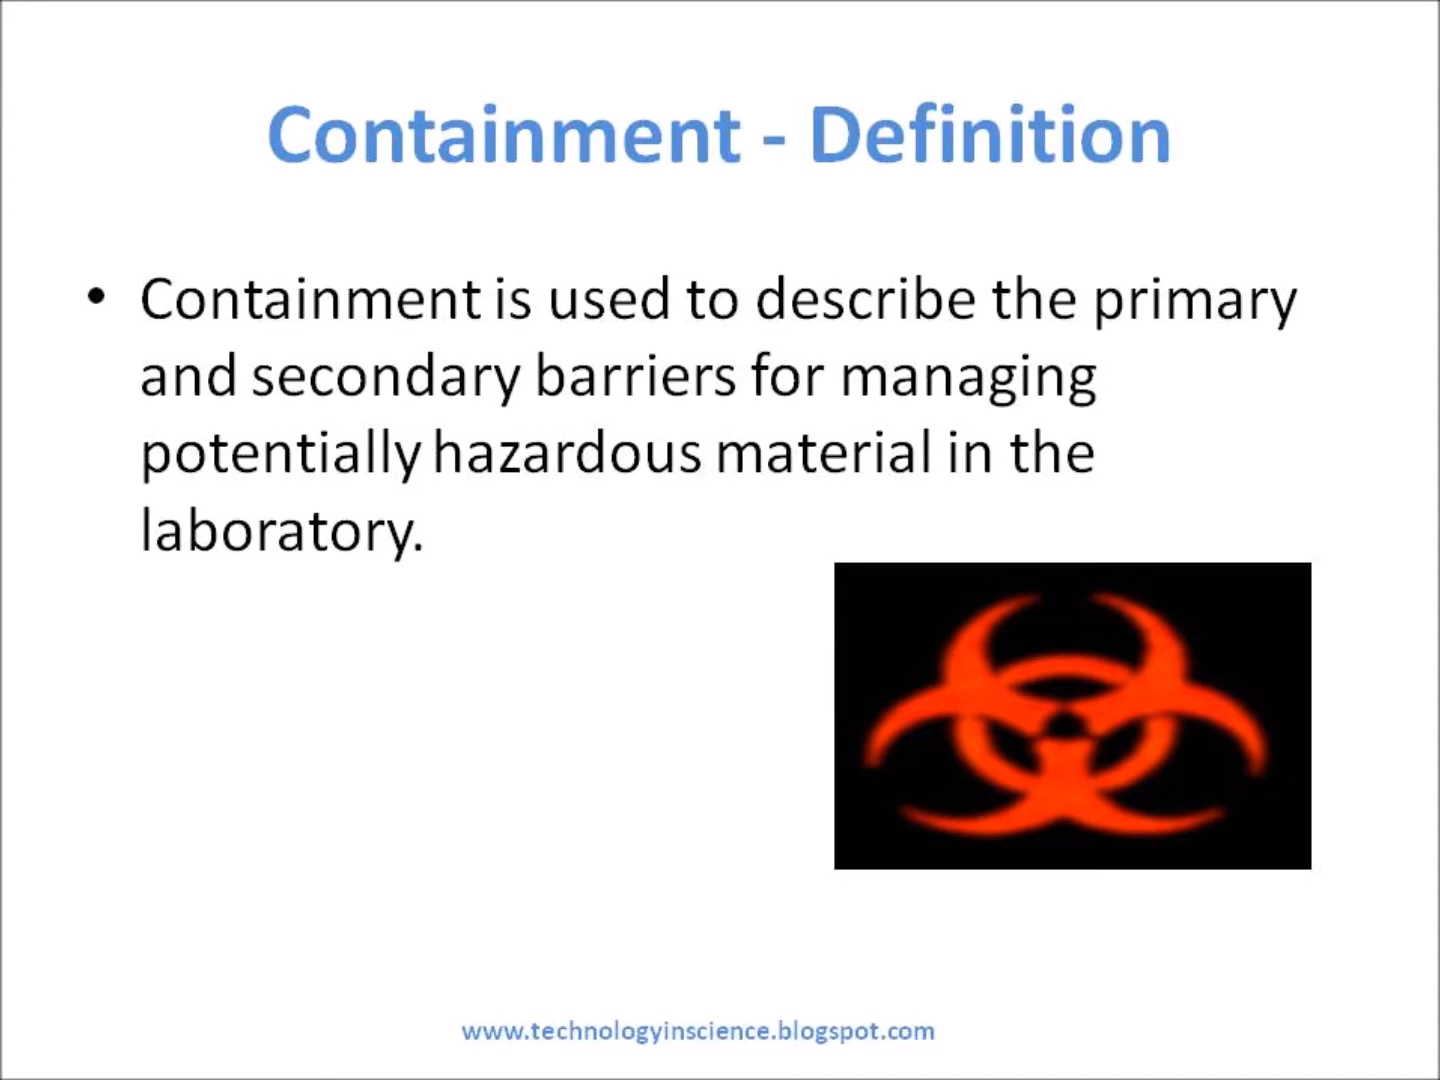 Containment - Definition
• Containment is used to describe the primary
and secondary barriers for managing
potentially hazardous material in the
laboratory.
www.technologyinscience.blogspot.com